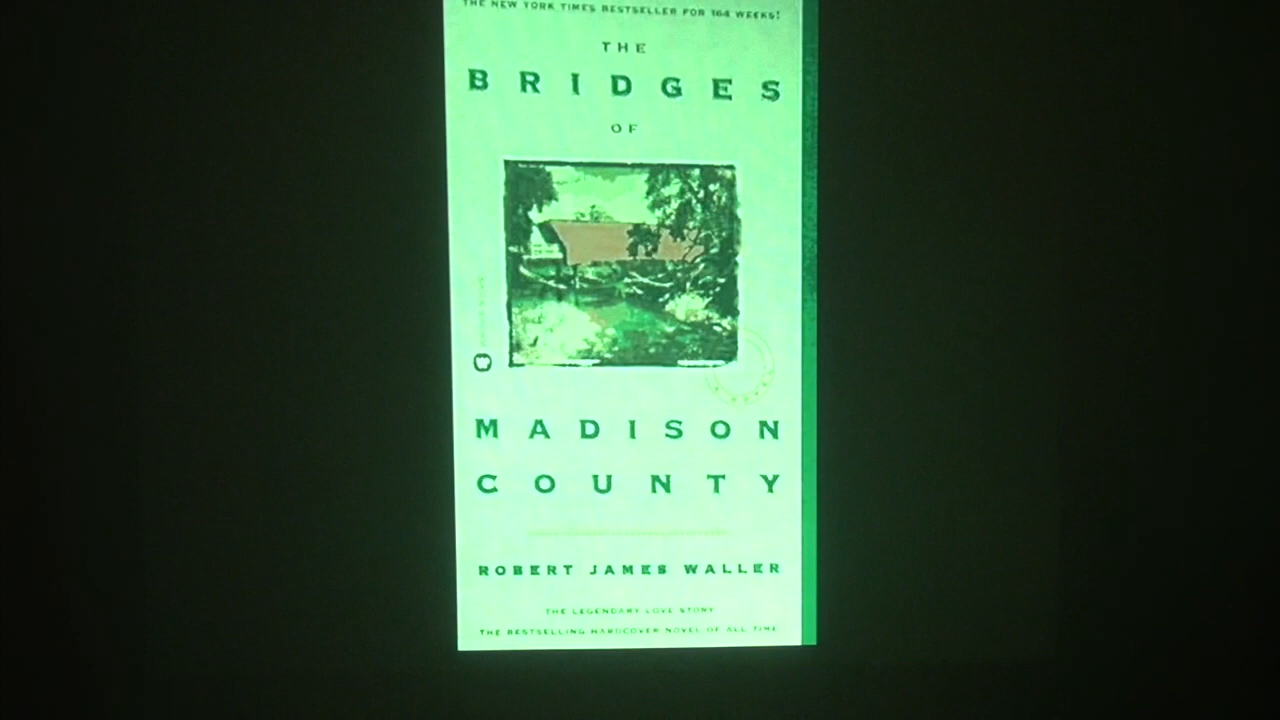 THE NEW YORK TIMES BESTSELLER FOR 164 WEEKS!
THE
BRIDGES
OF
MADISON
COUNTY
ROBERT JAMES WALLER
THE LEGENDARY LOVE STORY
THE BESTSELLING HARDCOVER NOVEL OF ALL TIME